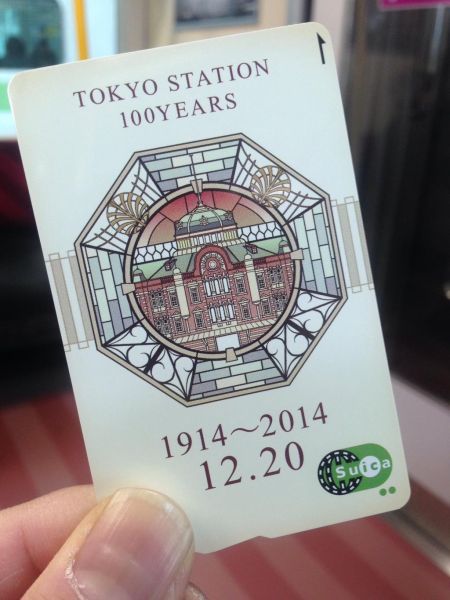 TOKYO STATION
100YEARS
1914～2014
12.20
Suica